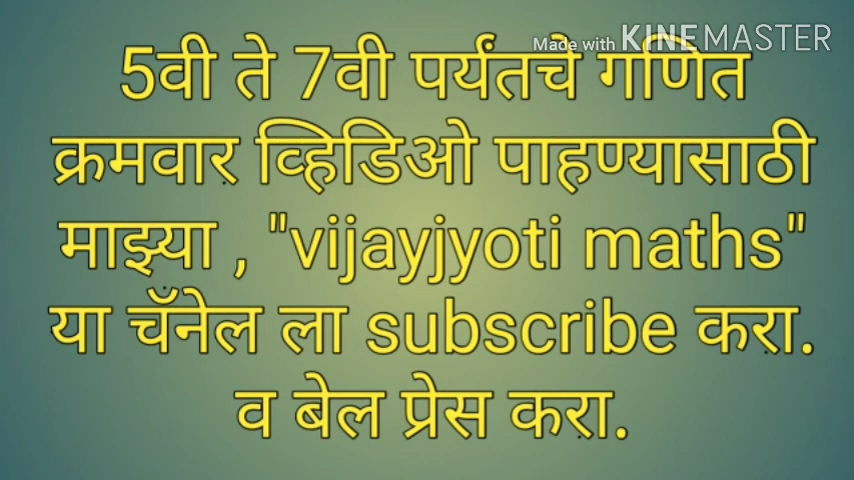 Made with KINEMASTER
5वी ते 7वी पर्यंतचे गणित
क्रमवार व्हिडिओ पाहण्यासाठी
माझ्या , "vijayjyoti maths"
या चॅनेल ला subscribe करा.
व बेल प्रेस करा.